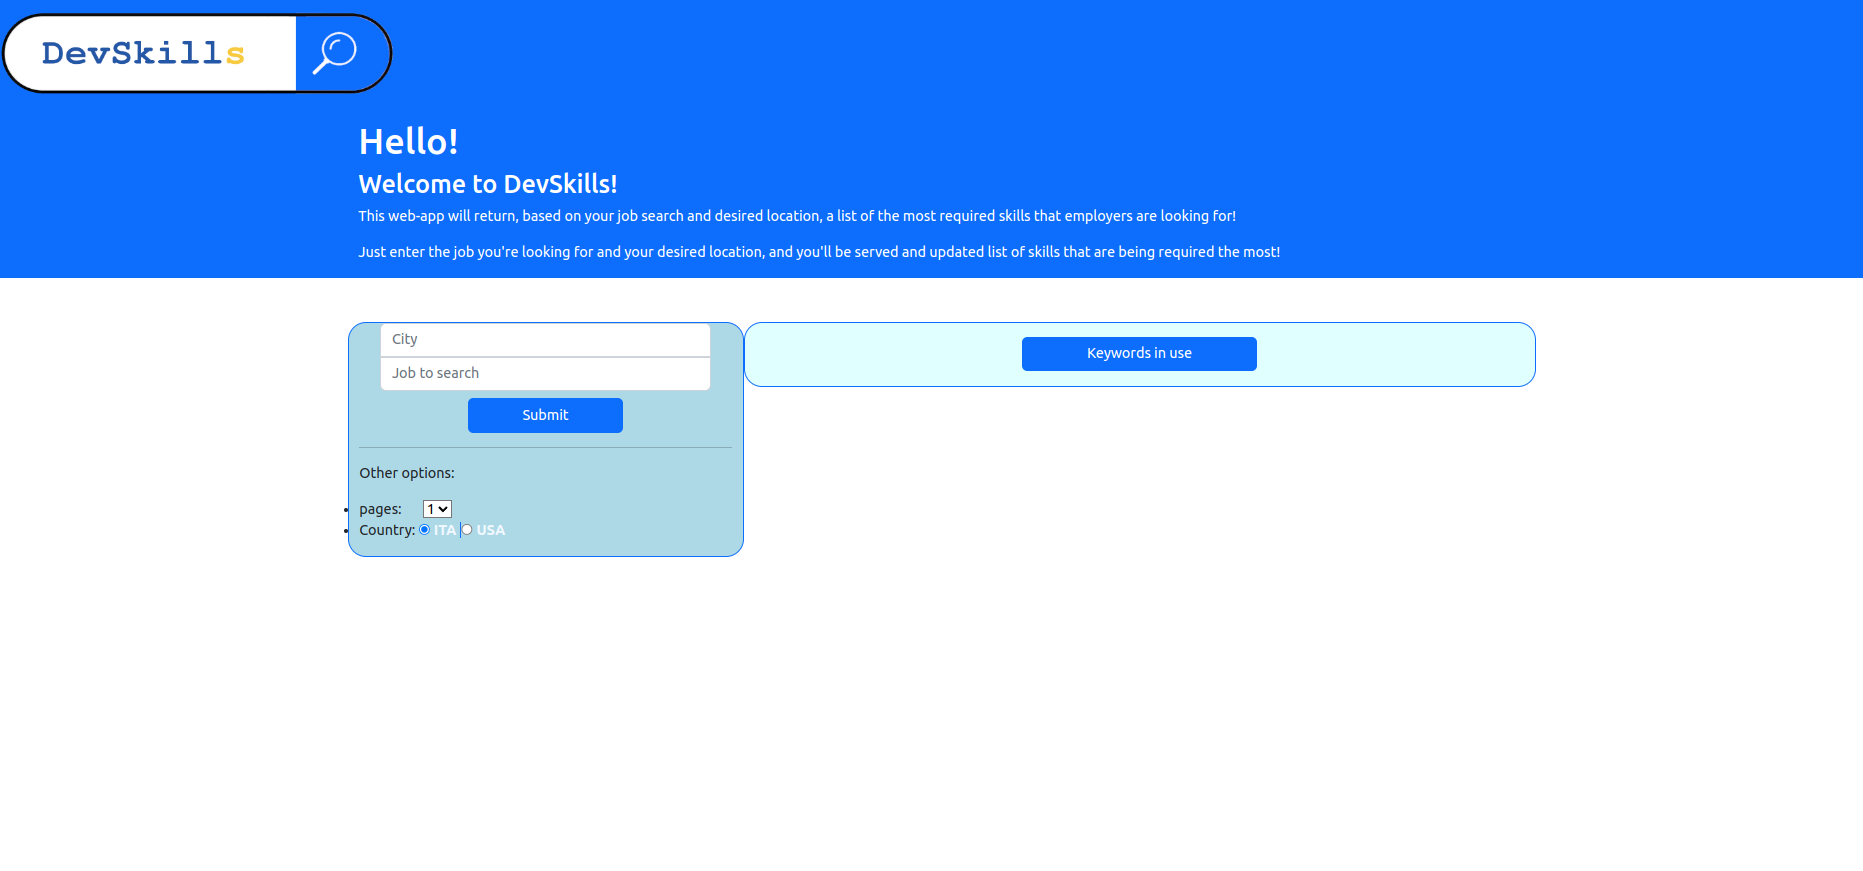 DevSkills
Hello!
Welcome to DevSkills!
This web-app will return, based on your job search and desired location, a list of the most required skills that employers are looking for!
Just enter the job you're looking for and your desired location, and you'll be served and updated list of skills that are being required the most!
City
Job to search
Submit
Keywords in use
Other options:
pages: 1
Country: ITA USA